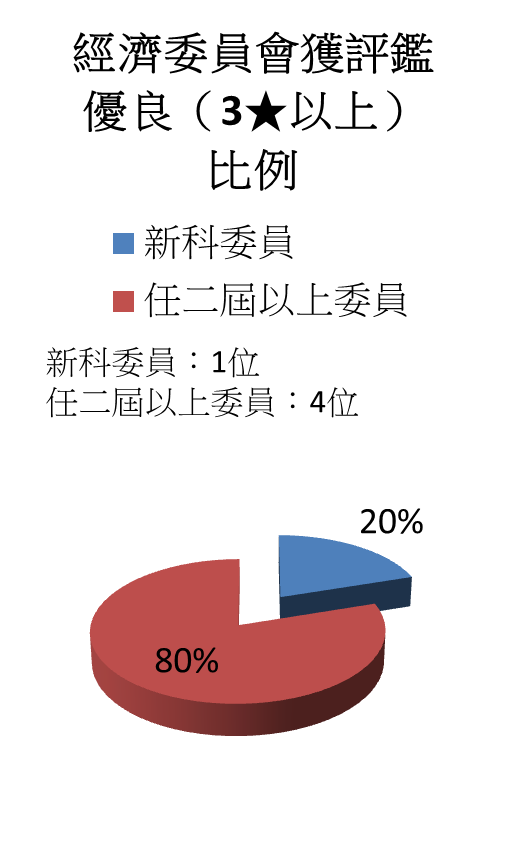 經濟委員會獲評鑑
優良（3★以上）
比例
新科委員
任二屆以上委員
新科委員：1位
任二屆以上委員：4位
20%
80%